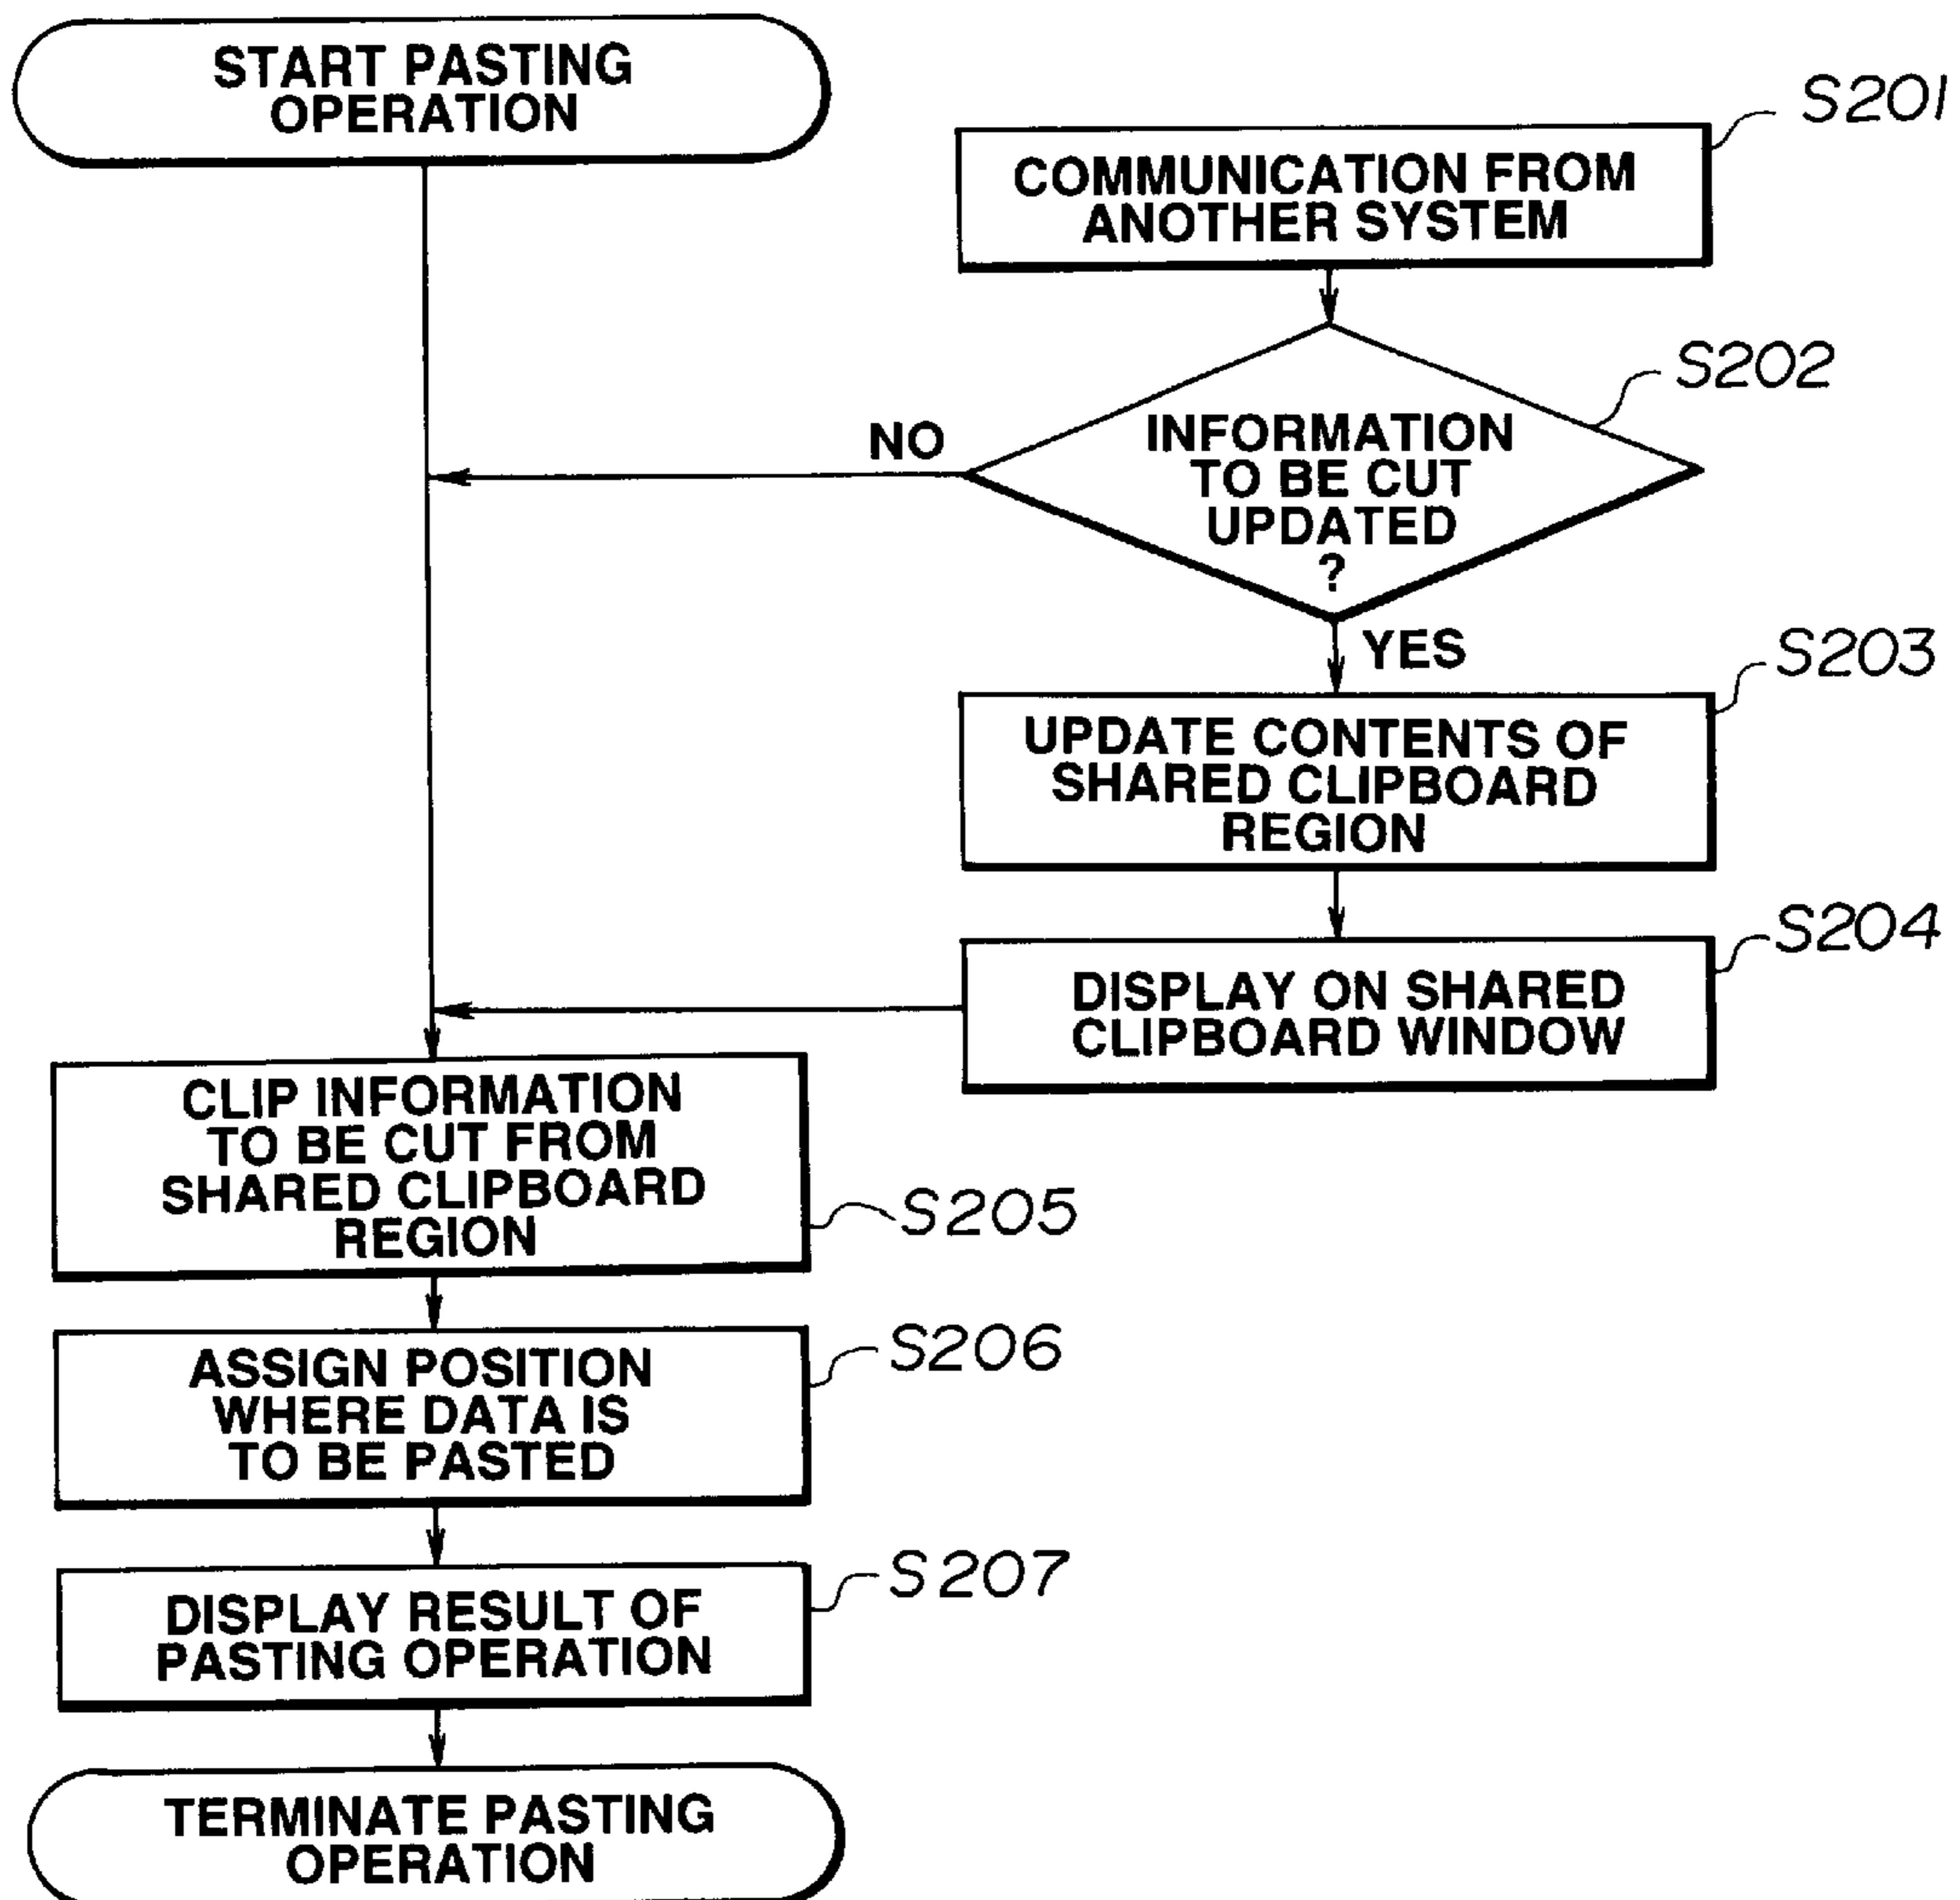 START PASTING
OPERATION
S201
COMMUNICATION FROM
ANOTHER SYSTEM
S202
INFORMATION
TO BE CUT
UPDATED
?
NO
YES
S203
UPDATE CONTENTS OF
SHARED CLIPBOARD
REGION
S204
DISPLAY ON SHARED
CLIPBOARD WINDOW
CLIP INFORMATION
TO BE CUT FROM
SHARED CLIPBOARD
REGION
S205
ASSIGN POSITION
WHERE DATA IS
TO BE PASTED
S206
DISPLAY RESULT OF
PASTING OPERATION
S207
TERMINATE PASTING
OPERATION